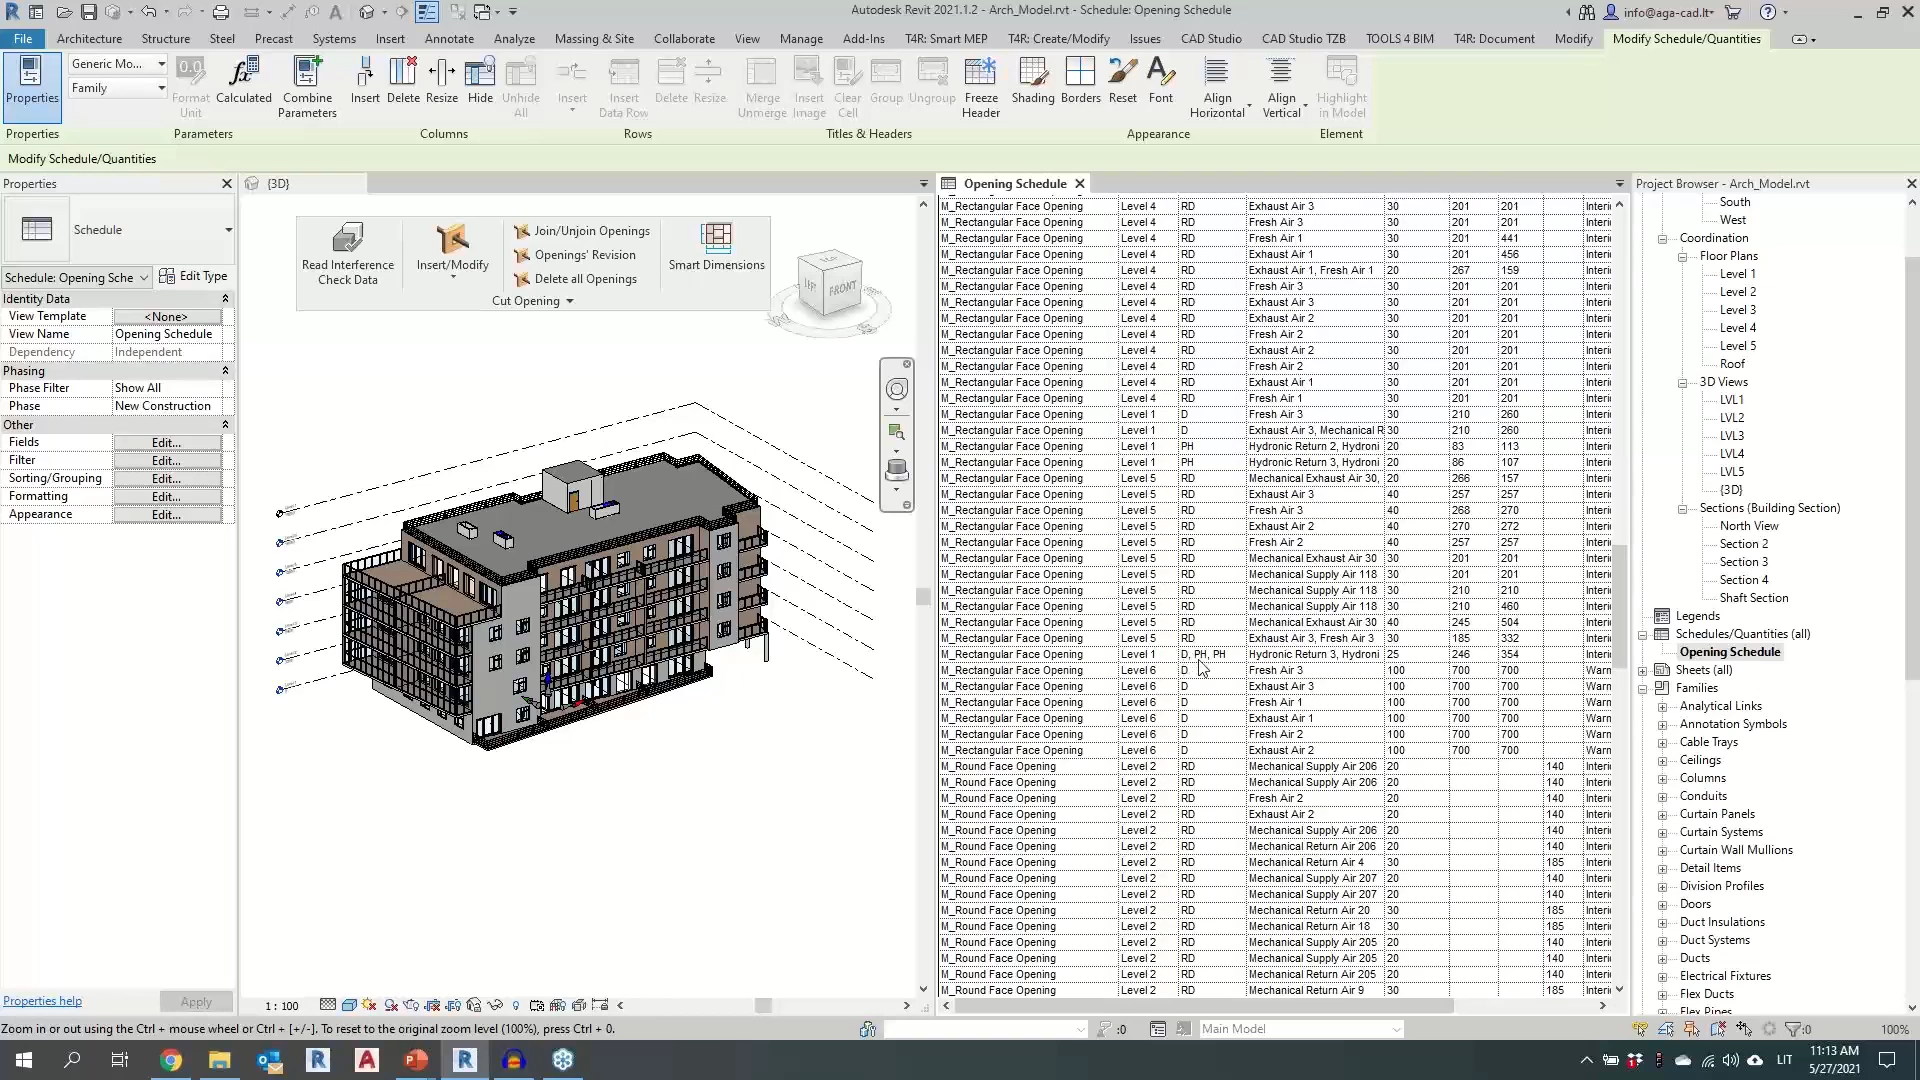 Autodesk Revit 2021.1.2 - Arch_Model.rvt - Schedule: Opening Schedule
info@aga-cad.lt
File Architecture Structure Steel Precast Systems Insert Annotate Analyze Massing & Site Collaborate View Manage Add-Ins T4R: Smart MEP T4R: Create/Modify Issues CAD Studio CAD Studio TZB TOOLS 4 BIM T4R: Document Modify Modify Schedule/Quantities
Generic Mo...
Family
0.0
Properties
Format Unit
Calculated
Combine Parameters
Insert
Delete
Resize
Hide
Unhide All
Insert
Insert Data Row
Delete
Resize
Merge Unmerge
Insert Image
Clear Cell
Group
Ungroup
Freeze Header
Shading
Borders
Reset
Font
Align Horizontal
Align Vertical
Highlight in Model
Properties Parameters Columns Rows Titles & Headers Appearance Element
Modify Schedule/Quantities
Properties
Schedule
Schedule: Opening Sche
Edit Type
Identity Data
View Template <None>
View Name Opening Schedule
Dependency Independent
Phasing
Phase Filter Show All
Phase New Construction
Other
Fields Edit...
Filter Edit...
Sorting/Grouping Edit...
Formatting Edit...
Appearance Edit...
Properties help
Apply
{3D}
Read Interference Check Data
Insert/Modify
Join/Unjoin Openings
Openings' Revision
Delete all Openings
Smart Dimensions
Cut Opening
LEFT
FRONT
1 : 100
Opening Schedule
M_Rectangular Face Opening Level 4 RD Exhaust Air 3 30 201 201 Interi
M_Rectangular Face Opening Level 4 RD Fresh Air 3 30 201 201
M_Rectangular Face Opening Level 4 RD Fresh Air 1 30 201 441
M_Rectangular Face Opening Level 4 RD Exhaust Air 1 30 201 456
M_Rectangular Face Opening Level 4 RD Exhaust Air 1, Fresh Air 1 20 267 159
M_Rectangular Face Opening Level 4 RD Fresh Air 3 30 201 201
M_Rectangular Face Opening Level 4 RD Exhaust Air 3 30 201 201
M_Rectangular Face Opening Level 4 RD Exhaust Air 2 30 201 201
M_Rectangular Face Opening Level 4 RD Fresh Air 2 30 201 201
M_Rectangular Face Opening Level 4 RD Exhaust Air 2 30 201 201
M_Rectangular Face Opening Level 4 RD Fresh Air 2 30 201 201
M_Rectangular Face Opening Level 4 RD Exhaust Air 1 30 201 201
M_Rectangular Face Opening Level 4 RD Fresh Air 1 30 201 201
M_Rectangular Face Opening Level 1 D Fresh Air 3 30 210 260
M_Rectangular Face Opening Level 1 D Exhaust Air 3, Mechanical R 30 210 260
M_Rectangular Face Opening Level 1 PH Hydronic Return 2, Hydroni 20 83 113
M_Rectangular Face Opening Level 1 PH Hydronic Return 3, Hydroni 20 86 107
M_Rectangular Face Opening Level 5 RD Mechanical Exhaust Air 30, 20 266 157
M_Rectangular Face Opening Level 5 RD Exhaust Air 3 40 257 257
M_Rectangular Face Opening Level 5 RD Fresh Air 3 40 268 270
M_Rectangular Face Opening Level 5 RD Exhaust Air 2 40 270 272
M_Rectangular Face Opening Level 5 RD Fresh Air 2 40 257 257
M_Rectangular Face Opening Level 5 RD Mechanical Exhaust Air 30 30 201 201
M_Rectangular Face Opening Level 5 RD Mechanical Supply Air 118 30 201 201
M_Rectangular Face Opening Level 5 RD Mechanical Supply Air 118 30 210 210
M_Rectangular Face Opening Level 5 RD Mechanical Supply Air 118 30 210 460
M_Rectangular Face Opening Level 5 RD Mechanical Exhaust Air 30 40 245 504
M_Rectangular Face Opening Level 5 RD Exhaust Air 3, Fresh Air 3 30 185 332
M_Rectangular Face Opening Level 1 D, PH, PH Hydronic Return 3, Hydroni 25 246 354
M_Rectangular Face Opening Level 6 D Fresh Air 3 100 700 700 Warn
M_Rectangular Face Opening Level 6 D Exhaust Air 3 100 700 700 Warn
M_Rectangular Face Opening Level 6 D Fresh Air 1 100 700 700 Warn
M_Rectangular Face Opening Level 6 D Exhaust Air 1 100 700 700 Warn
M_Rectangular Face Opening Level 6 D Fresh Air 2 100 700 700 Warn
M_Rectangular Face Opening Level 6 D Exhaust Air 2 100 700 700 Warn
M_Round Face Opening Level 2 RD Mechanical Supply Air 206 20 140 Interi
M_Round Face Opening Level 2 RD Mechanical Supply Air 206 20 140
M_Round Face Opening Level 2 RD Fresh Air 2 20 140
M_Round Face Opening Level 2 RD Exhaust Air 2 20 140
M_Round Face Opening Level 2 RD Mechanical Supply Air 206 20 140
M_Round Face Opening Level 2 RD Mechanical Return Air 206 20 140
M_Round Face Opening Level 2 RD Mechanical Return Air 4 30 185
M_Round Face Opening Level 2 RD Mechanical Supply Air 207 20 140
M_Round Face Opening Level 2 RD Mechanical Supply Air 207 20 140
M_Round Face Opening Level 2 RD Mechanical Return Air 20 30 185
M_Round Face Opening Level 2 RD Mechanical Return Air 18 30 185
M_Round Face Opening Level 2 RD Mechanical Supply Air 205 20 140
M_Round Face Opening Level 2 RD Mechanical Supply Air 205 20 140
M_Round Face Opening Level 2 RD Mechanical Return Air 205 20 140
M_Round Face Opening Level 2 RD Mechanical Return Air 9 30 185
Project Browser - Arch_Model.rvt
South
West
Coordination
Floor Plans
Level 1
Level 2
Level 3
Level 4
Level 5
Roof
3D Views
LVL1
LVL2
LVL3
LVL4
LVL5
{3D}
Sections (Building Section)
North View
Section 2
Section 3
Section 4
Shaft Section
Legends
Schedules/Quantities (all)
Opening Schedule
Sheets (all)
Families
Analytical Links
Annotation Symbols
Cable Trays
Ceilings
Columns
Conduits
Curtain Panels
Curtain Systems
Curtain Wall Mullions
Detail Items
Division Profiles
Doors
Duct Insulations
Duct Systems
Ducts
Electrical Fixtures
Flex Ducts
Flex Pipes
Zoom in or out using the Ctrl + mouse wheel or Ctrl + [+/-]. To reset to the original zoom level (100%), press Ctrl + 0.
:0
Main Model
:0
100%
LIT
11:13 AM
5/27/2021